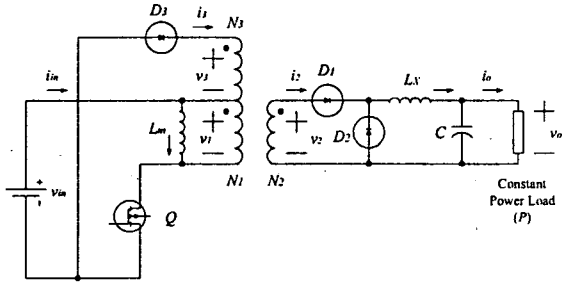 D3
i3
N3
v3
iin
i2
D1
LX
io
Lm
v1
v2
D2
C
vo
vin
N1
N2
Q
Constant
Power Load
(P)